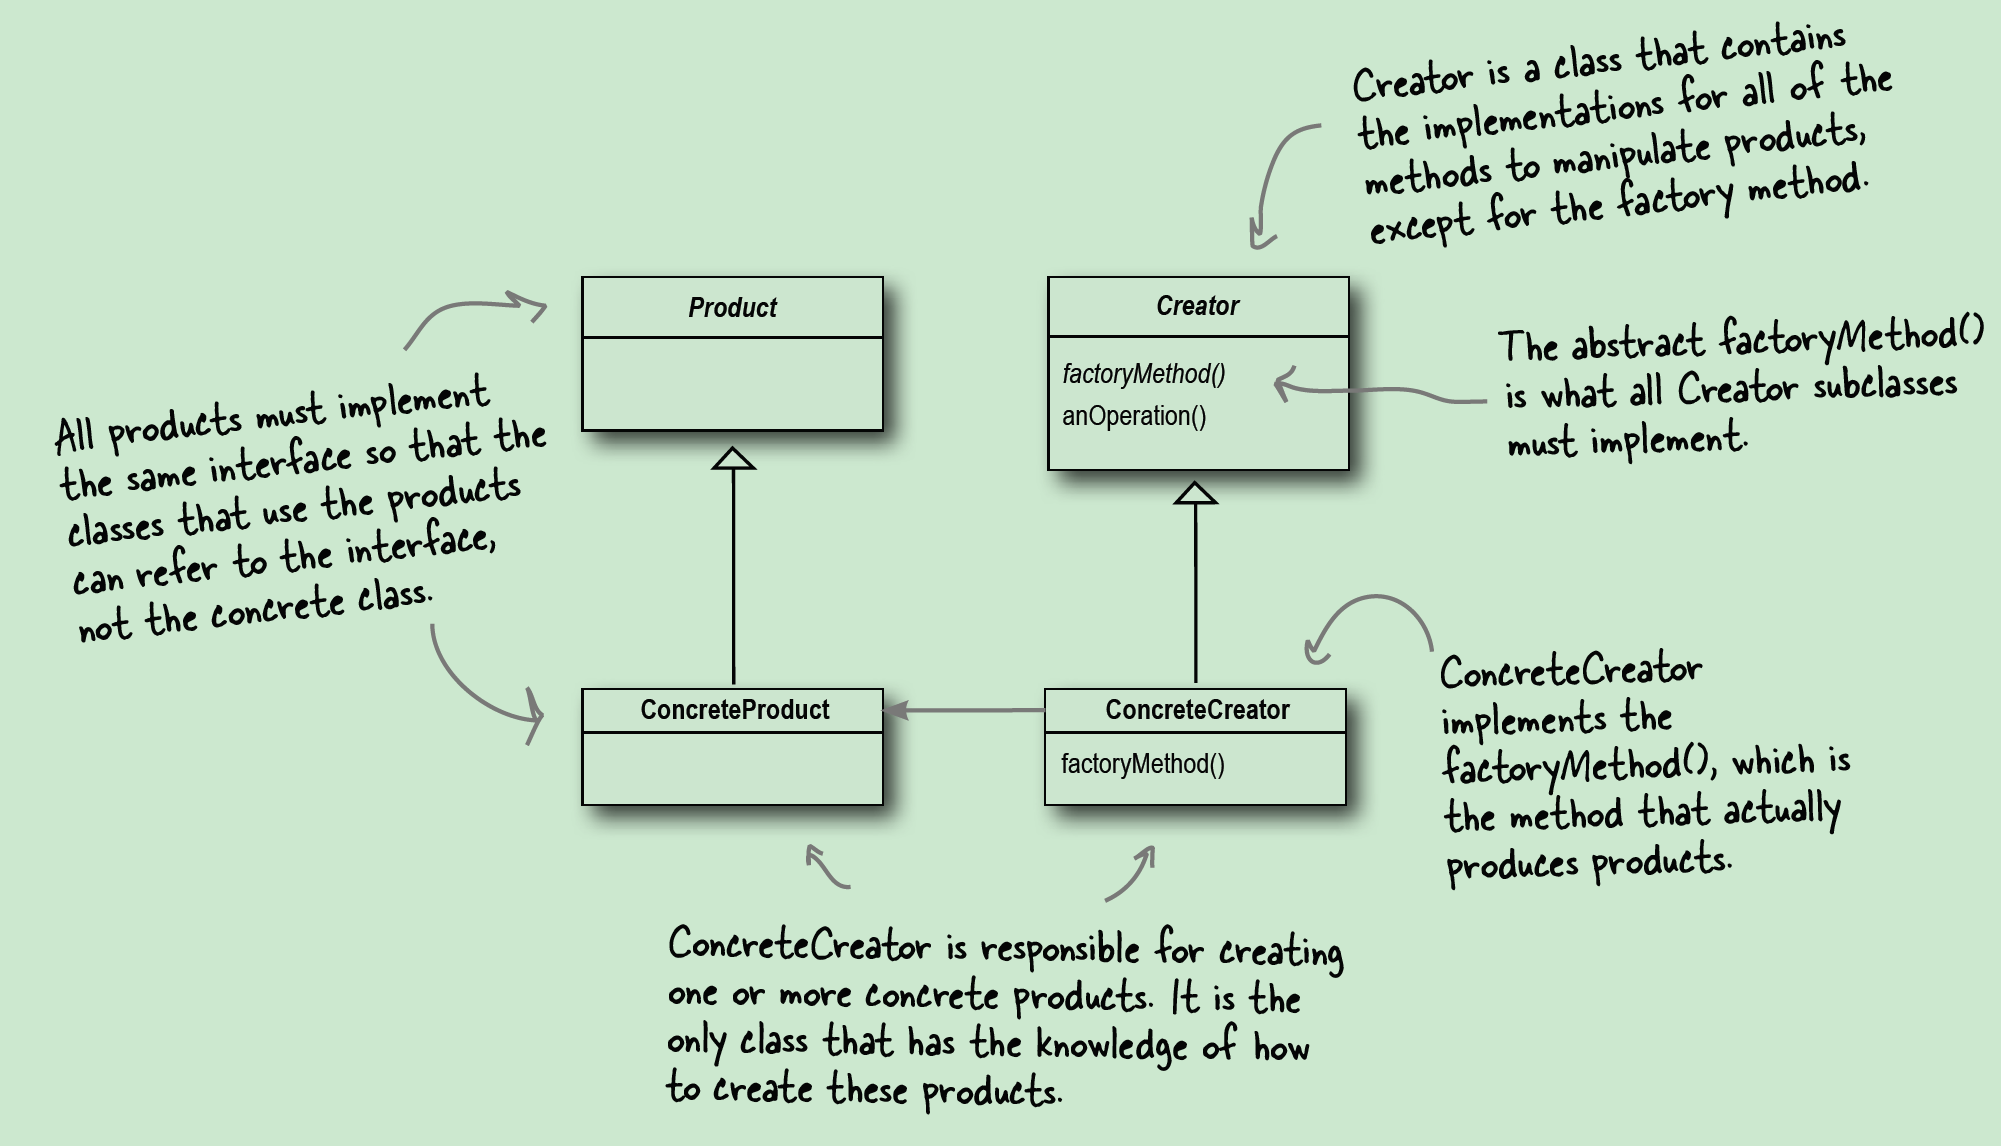 Creator is a class that contains
the implementations for all of the
methods to manipulate products,
except for the factory method.
Product
Creator
factoryMethod()
anOperation()
The abstract factoryMethod()
is what all Creator subclasses
must implement.
All products must implement
the same interface so that the
classes that use the products
can refer to the interface,
not the concrete class.
ConcreteProduct
ConcreteCreator
factoryMethod()
ConcreteCreator
implements the
factoryMethod(), which is
the method that actually
produces products.
ConcreteCreator is responsible for creating
one or more concrete products. It is the
only class that has the knowledge of how
to create these products.